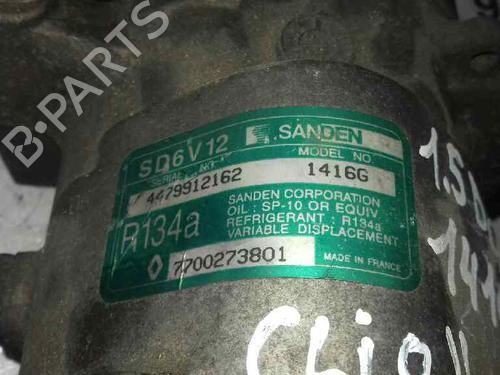 B-PARTS
SD6V12 SANDEN
SERIAL NO. MODEL NO.
4479912162 1416G
R134a
SANDEN CORPORATION
OIL : SP-10 OR EQUIV.
REFRIGERANT : R134a
VARIABLE DISPLACEMENT
7700273801 MADE IN FRANCE
CLIO II